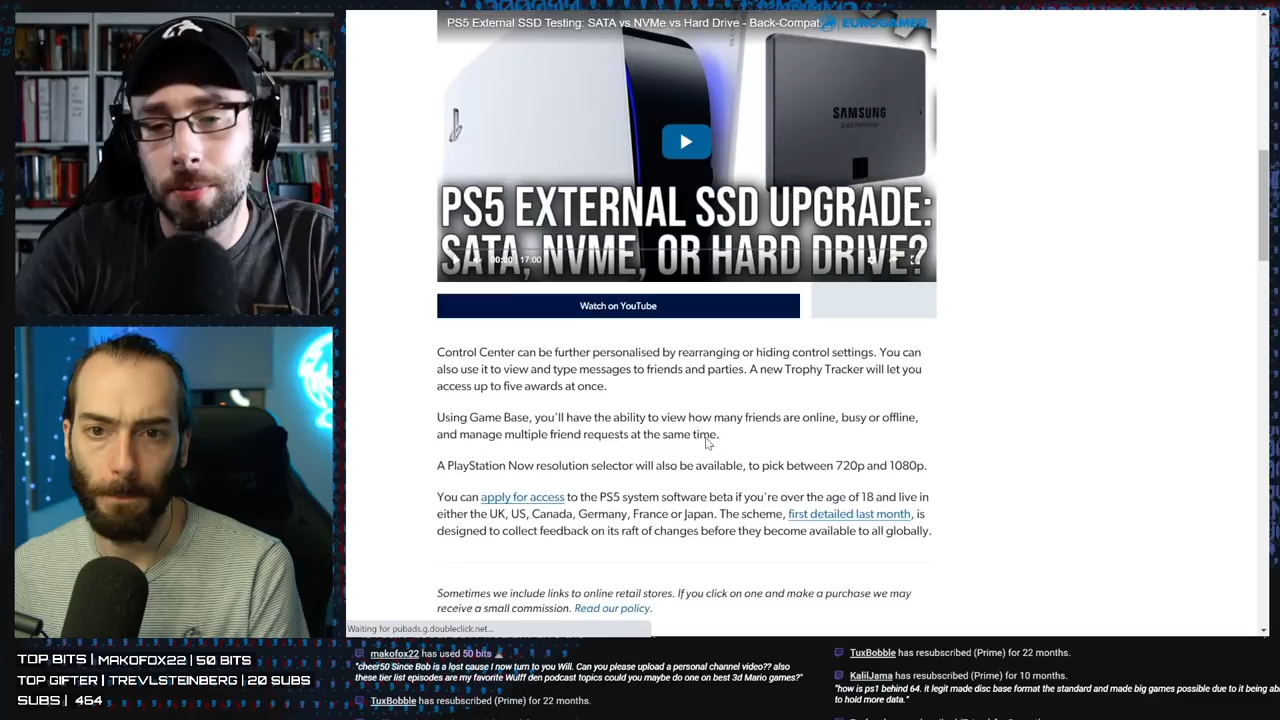 PS5 External SSD Testing: SATA vs NVMe vs Hard Drive - Back-Compat...
EUROGAMER
SAMSUNG
PS5 EXTERNAL SSD UPGRADE:
SATA, NVME, OR HARD DRIVE?
00:00 | 17:00
Watch on YouTube
Control Center can be further personalised by rearranging or hiding control settings. You can
also use it to view and type messages to friends and parties. A new Trophy Tracker will let you
access up to five awards at once.
Using Game Base, you'll have the ability to view how many friends are online, busy or offline,
and manage multiple friend requests at the same time.
A PlayStation Now resolution selector will also be available, to pick between 720p and 1080p.
You can apply for access to the PS5 system software beta if you're over the age of 18 and live in
either the UK, US, Canada, Germany, France or Japan. The scheme, first detailed last month, is
designed to collect feedback on its raft of changes before they become available to all globally.
Sometimes we include links to online retail stores. If you click on one and make a purchase we may
receive a small commission. Read our policy.
Waiting for pubads.g.doubleclick.net...
TOP BITS | MAKOFOX22 | 50 BITS
TOP GIFTER | TREVLSTEINBERG | 20 SUBS
SUBS | 464
makofox22 has used 50 bits
"cheer50 Since Bob is a lost cause I now turn to you Will. Can you please upload a personal channel video?? also
these tier list episodes are my favorite Wulff den podcast topics could you maybe do one on best 3d Mario games?"
TuxBobble has resubscribed (Prime) for 22 months.
TuxBobble has resubscribed (Prime) for 22 months.
KalilJama has resubscribed (Prime) for 10 months.
"how is ps1 behind 64. it legit made disc base format the standard and made big games possible due to it being ab
to hold more data."